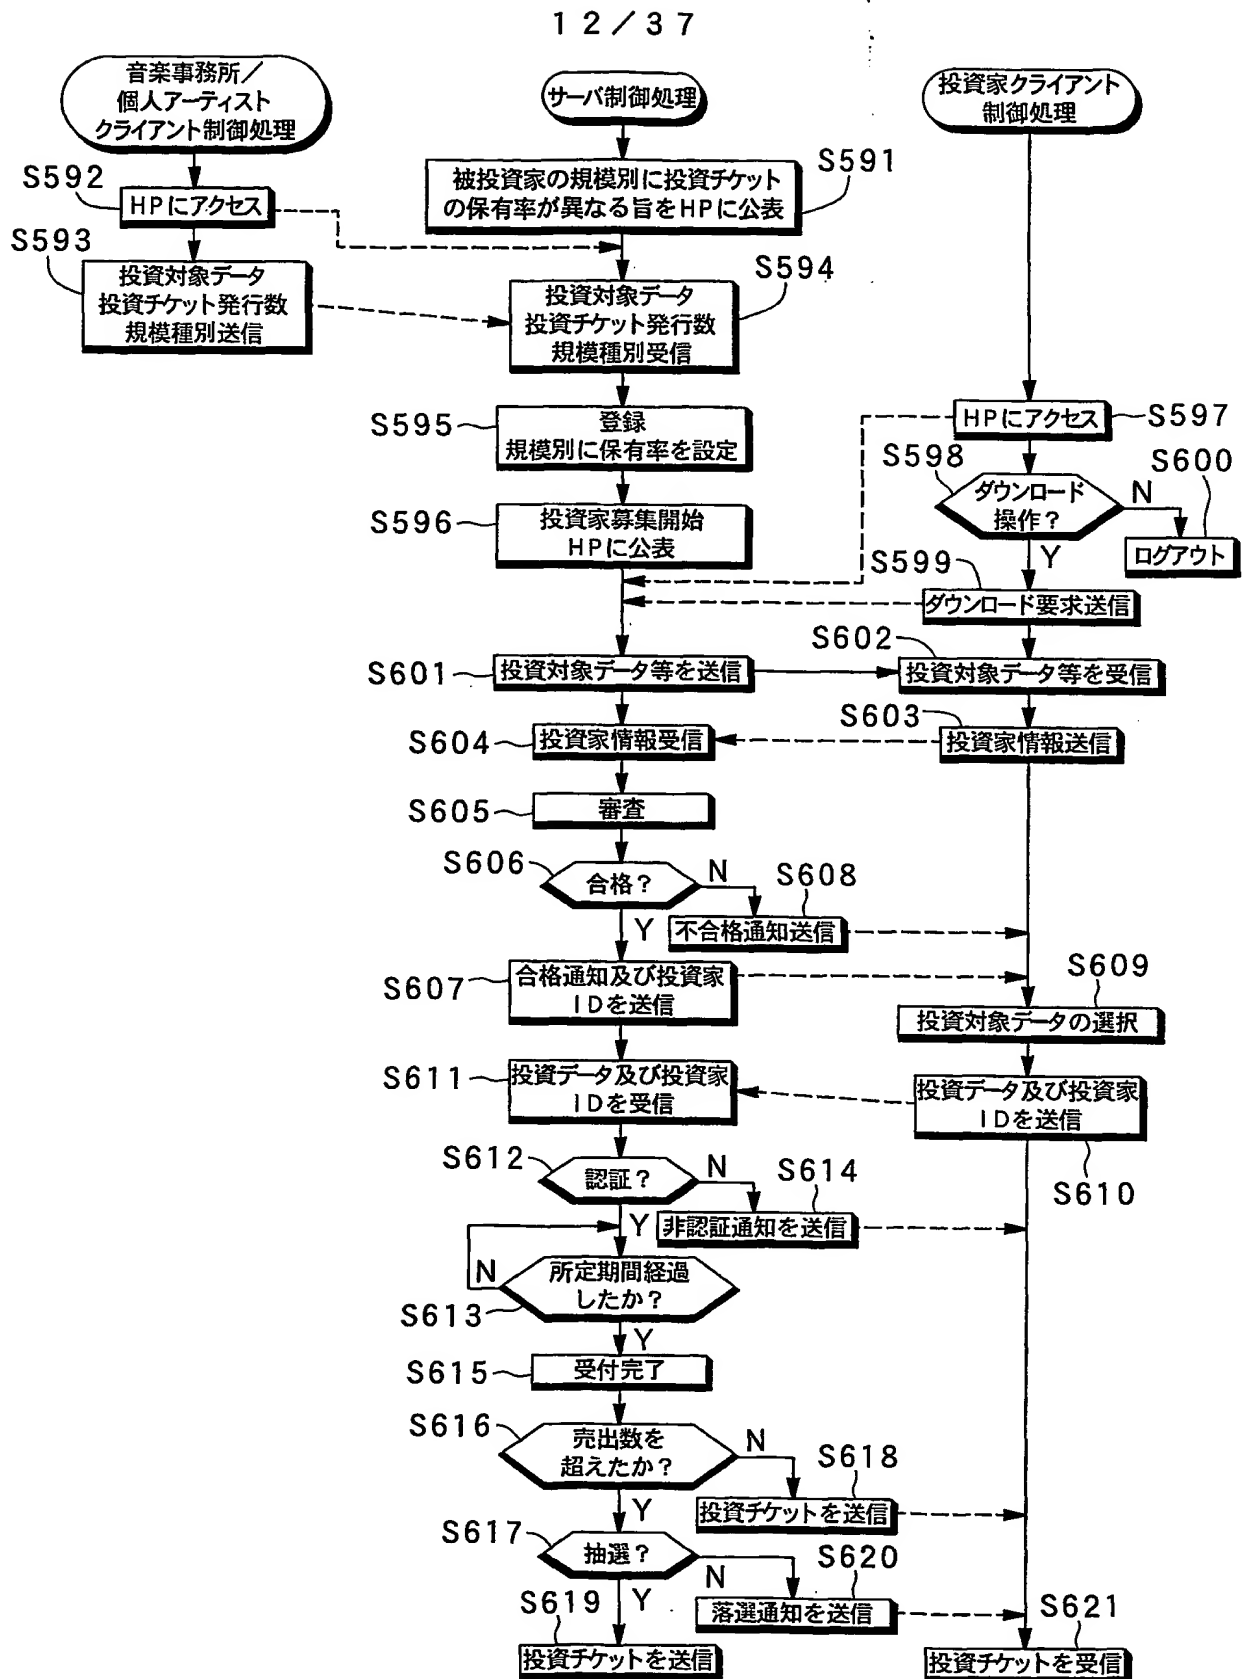 12/37
音楽事務所/
個人アーティスト
クライアント制御処理
サーバ制御処理
投資家クライアント
制御処理
S591
被投資家の規模別に投資チケット
の保有率が異なる旨をHPに公表
S592
HPにアクセス
S593
投資対象データ
投資チケット発行数
規模種別送信
S594
投資対象データ
投資チケット発行数
規模種別受信
S595
登録
規模別に保有率を設定
S596
投資家募集開始
HPに公表
S597
HPにアクセス
S598
ダウンロード
操作?
N
S600
ログアウト
Y
S599
ダウンロード要求送信
S601
投資対象データ等を送信
S602
投資対象データ等を受信
S603
投資家情報送信
S604
投資家情報受信
S605
審査
S606
合格?
N
S608
Y
不合格通知送信
S607
合格通知及び投資家
IDを送信
S609
投資対象データの選択
S611
投資データ及び投資家
IDを受信
投資データ及び投資家
IDを送信
S610
S612
認証?
N
S614
Y
非認証通知を送信
N
所定期間経過
したか?
S613
Y
S615
受付完了
S616
売出数を
超えたか?
N
S618
Y
投資チケットを送信
S617
抽選?
N
S620
Y
落選通知を送信
S619
投資チケットを送信
S621
投資チケットを受信